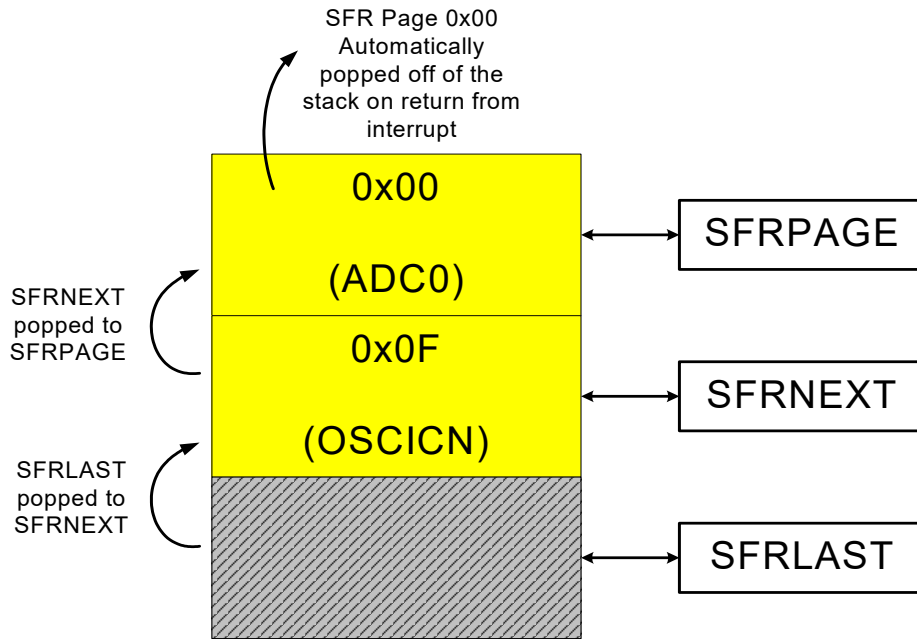 SFR Page 0x00
Automatically
popped off of the
stack on return from
interrupt
0x00
(ADC0)
SFRPAGE
SFRNEXT
popped to
SFRPAGE
0x0F
(OSCICN)
SFRNEXT
SFRLAST
popped to
SFRNEXT
SFRLAST